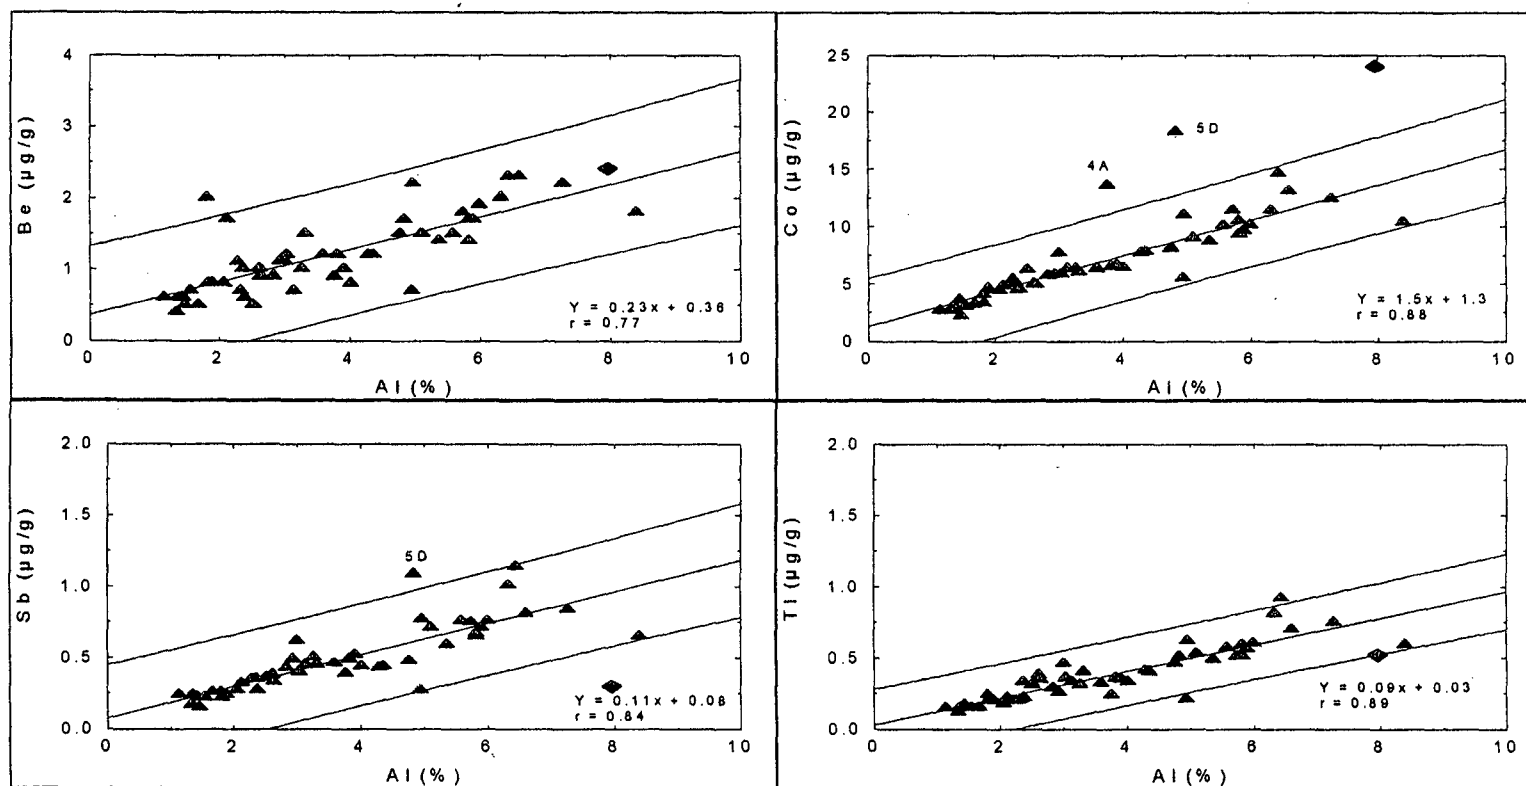 4
3
2
1
0
Be (µg/g)
0 2 4 6 8 10
Al (%)
Y = 0.23x + 0.36
r = 0.77
25
20
15
10
5
0
Co (µg/g)
5D
4A
0 2 4 6 8 10
Al (%)
Y = 1.5x + 1.3
r = 0.88
2.0
1.5
1.0
0.5
0.0
Sb (µg/g)
5D
0 2 4 6 8 10
Al (%)
Y = 0.11x + 0.08
r = 0.84
2.0
1.5
1.0
0.5
0.0
Tl (µg/g)
0 2 4 6 8 10
Al (%)
Y = 0.09x + 0.03
r = 0.89